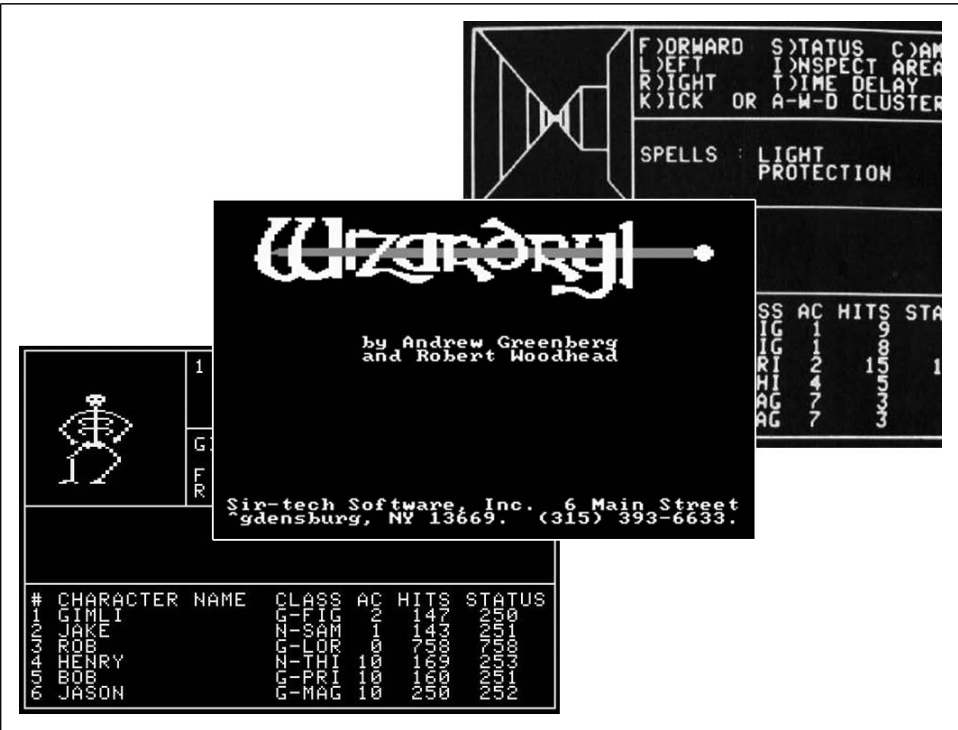 F)ORWARD S)TATUS C)AM
L)EFT I)NSPECT AREA
R)IGHT T)IME DELAY
K)ICK OR A-W-D CLUSTER
SPELLS : LIGHT
PROTECTION
SS AC HITS STA
IG 1 9
IG 1 8
RI 2 15 1
HI 4 5
AG 7 3
AG 7 3
Wizardry
by Andrew Greenberg
and Robert Woodhead
Sir-tech Software, Inc. 6 Main Street
^gdensburg, NY 13669. (315) 393-6633.
1
G
F
R
# CHARACTER NAME CLASS AC HITS STATUS
1 GIMLI G-FIG 2 147 250
2 JAKE N-SAM 1 143 251
3 ROB G-LOR 0 758 758
4 HENRY N-THI 10 169 253
5 BOB G-PRI 10 160 251
6 JASON G-MAG 10 250 252